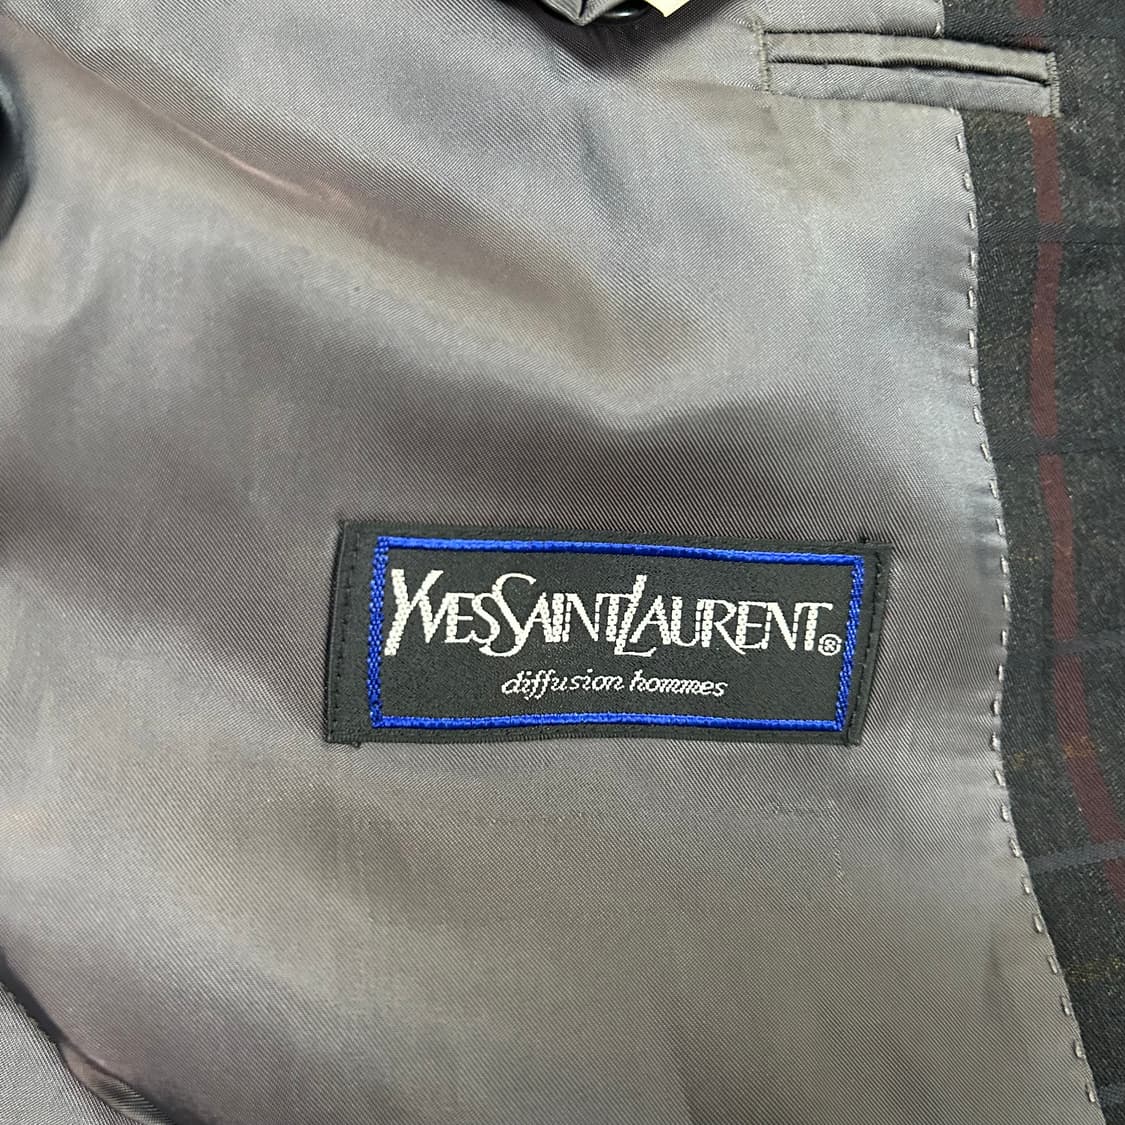 YVESSAINTLAURENT®
diffusion hommes